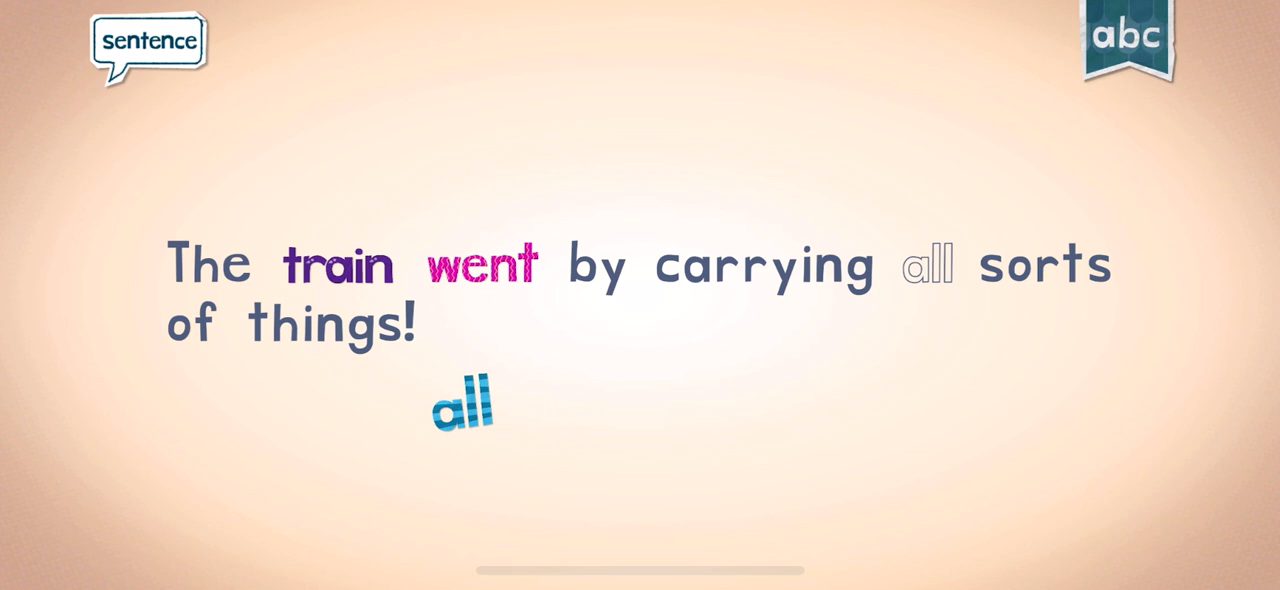 sentence
abc
The train went by carrying all sorts
of things!
all